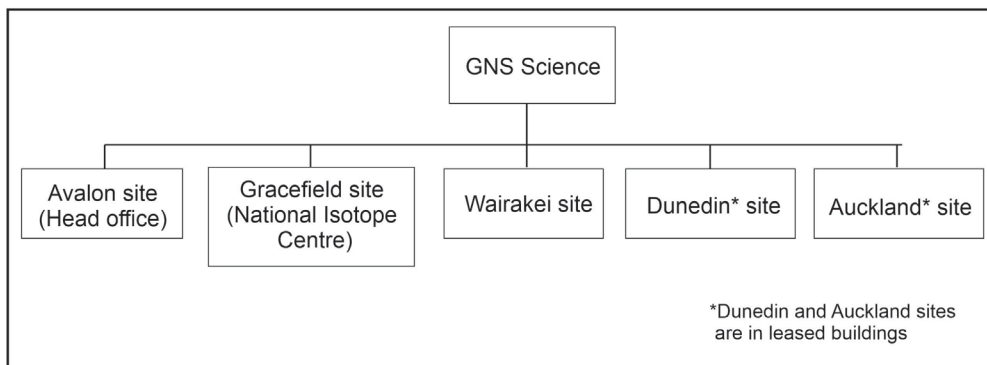 GNS Science
Avalon site
(Head office)
Gracefield site
(National Isotope
Centre)
Wairakei site
Dunedin* site
Auckland* site
*Dunedin and Auckland sites
are in leased buildings